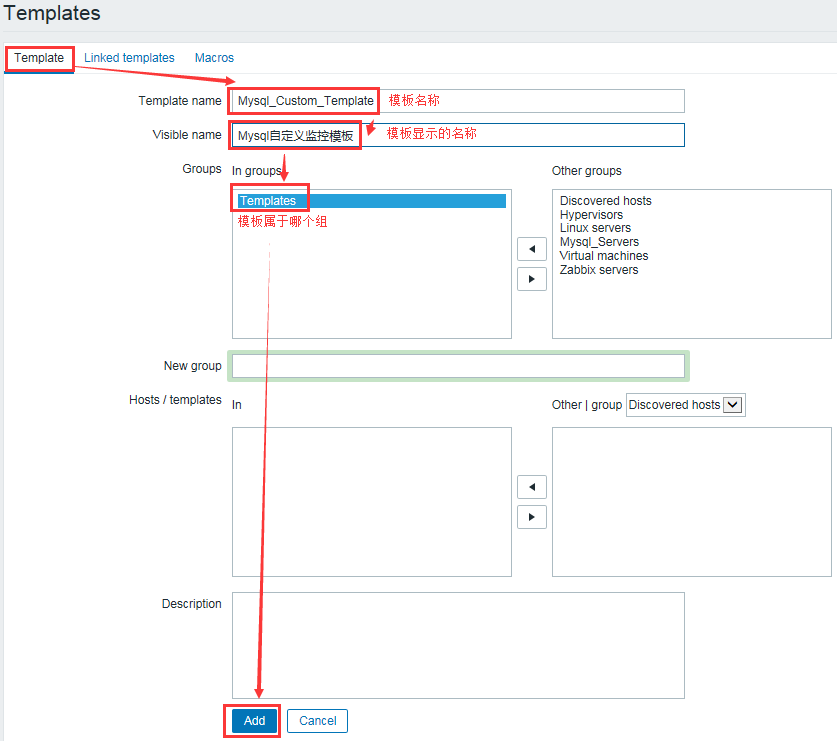 Templates
Template Linked templates Macros
Template name Mysql_Custom_Template 模板名称
Visible name Mysql自定义监控模板 模板显示的名称
Groups In groups Other groups
Templates
模板属于哪个组
Discovered hosts
Hypervisors
Linux servers
Mysql_Servers
Virtual machines
Zabbix servers
New group
Hosts / templates In Other | group Discovered hosts
Description
Add Cancel